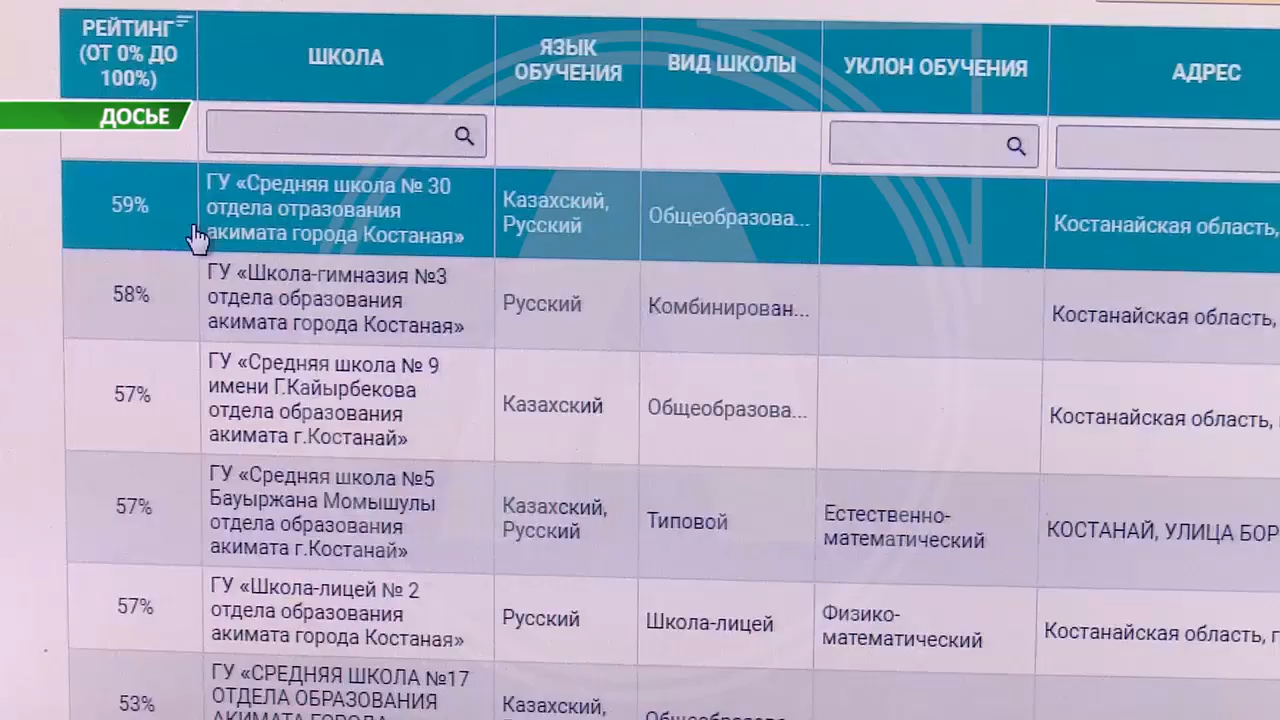 РЕЙТИНГ
(ОТ 0% ДО
100%)
ШКОЛА
ЯЗЫК
ОБУЧЕНИЯ
ВИД ШКОЛЫ
УКЛОН ОБУЧЕНИЯ
АДРЕС
ДОСЬЕ
59%
ГУ «Средняя школа № 30
отдела отразования
акимата города Костаная»
Казахский,
Русский
Общеобразова...
Костанайская область,
58%
ГУ «Школа-гимназия №3
отдела образования
акимата города Костаная»
Русский
Комбинирован...
Костанайская область,
57%
ГУ «Средняя школа № 9
имени Г.Кайырбекова
отдела образования
акимата г.Костанай»
Казахский
Общеобразова...
Костанайская область,
57%
ГУ «Средняя школа №5
Бауыржана Момышулы
отдела образования
акимата г.Костанай»
Казахский,
Русский
Типовой
Естественно-
математический
КОСТАНАЙ, УЛИЦА БОР
57%
ГУ «Школа-лицей № 2
отдела образования
акимата города Костаная»
Русский
Школа-лицей
Физико-
математический
Костанайская область, г
53%
ГУ «СРЕДНЯЯ ШКОЛА №17
ОТДЕЛА ОБРАЗОВАНИЯ
АКИМАТА ГОРОДА
Казахский,
Общеобразова...